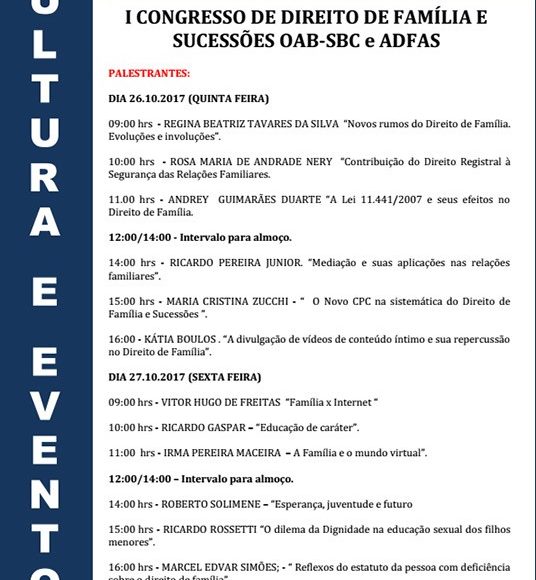 ULTURA E EVENTO
I CONGRESSO DE DIREITO DE FAMÍLIA E
SUCESSÕES OAB-SBC e ADFAS
PALESTRANTES:
DIA 26.10.2017 (QUINTA FEIRA)
09:00 hrs - REGINA BEATRIZ TAVARES DA SILVA "Novos rumos do Direito de Família.
Evoluções e involuções".
10:00 hrs - ROSA MARIA DE ANDRADE NERY "Contribuição do Direito Registral à
Segurança das Relações Familiares.
11.00 hrs - ANDREY GUIMARÃES DUARTE "A Lei 11.441/2007 e seus efeitos no
Direito de Família.
12:00/14:00 - Intervalo para almoço.
14:00 hrs - RICARDO PEREIRA JUNIOR. "Mediação e suas aplicações nas relações
familiares".
15:00 hrs - MARIA CRISTINA ZUCCHI - " O Novo CPC na sistemática do Direito de
Família e Sucessões ".
16:00 - KÁTIA BOULOS . "A divulgação de vídeos de conteúdo íntimo e sua repercussão
no Direito de Família".
DIA 27.10.2017 (SEXTA FEIRA)
09:00 hrs - VITOR HUGO DE FREITAS "Família x Internet "
10:00 hrs - RICARDO GASPAR – "Educação de caráter".
11:00 hrs - IRMA PEREIRA MACEIRA – A Família e o mundo virtual".
12:00/14:00 – Intervalo para almoço.
14:00 hrs - ROBERTO SOLIMENE – "Esperança, juventude e futuro
15:00 hrs - RICARDO ROSSETTI "O dilema da Dignidade na educação sexual dos filhos
menores".
16:00 hrs - MARCEL EDVAR SIMÕES; - " Reflexos do estatuto da pessoa com deficiência
sobre o direito de família"